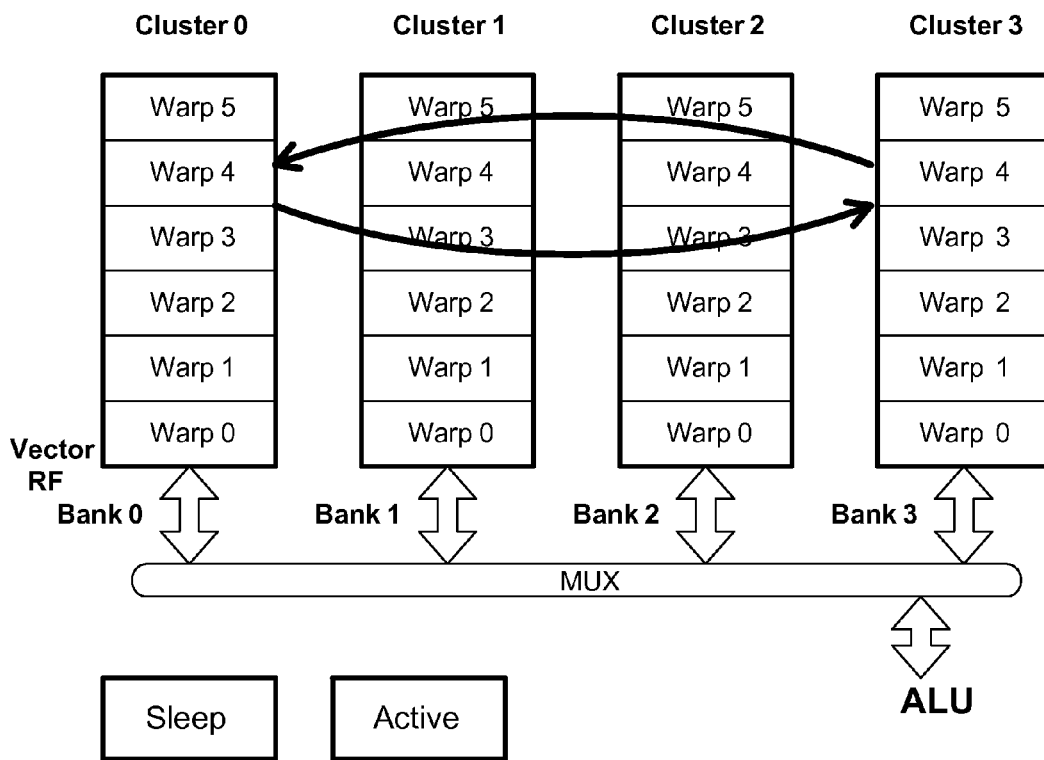 Cluster 0 Cluster 1 Cluster 2 Cluster 3
Warp 5 Warp 5 Warp 5 Warp 5
Warp 4 Warp 4 Warp 4 Warp 4
Warp 3 Warp 3 Warp 3 Warp 3
Warp 2 Warp 2 Warp 2 Warp 2
Warp 1 Warp 1 Warp 1 Warp 1
Warp 0 Warp 0 Warp 0 Warp 0
Vector
RF
Bank 0 Bank 1 Bank 2 Bank 3
MUX
ALU
Sleep Active